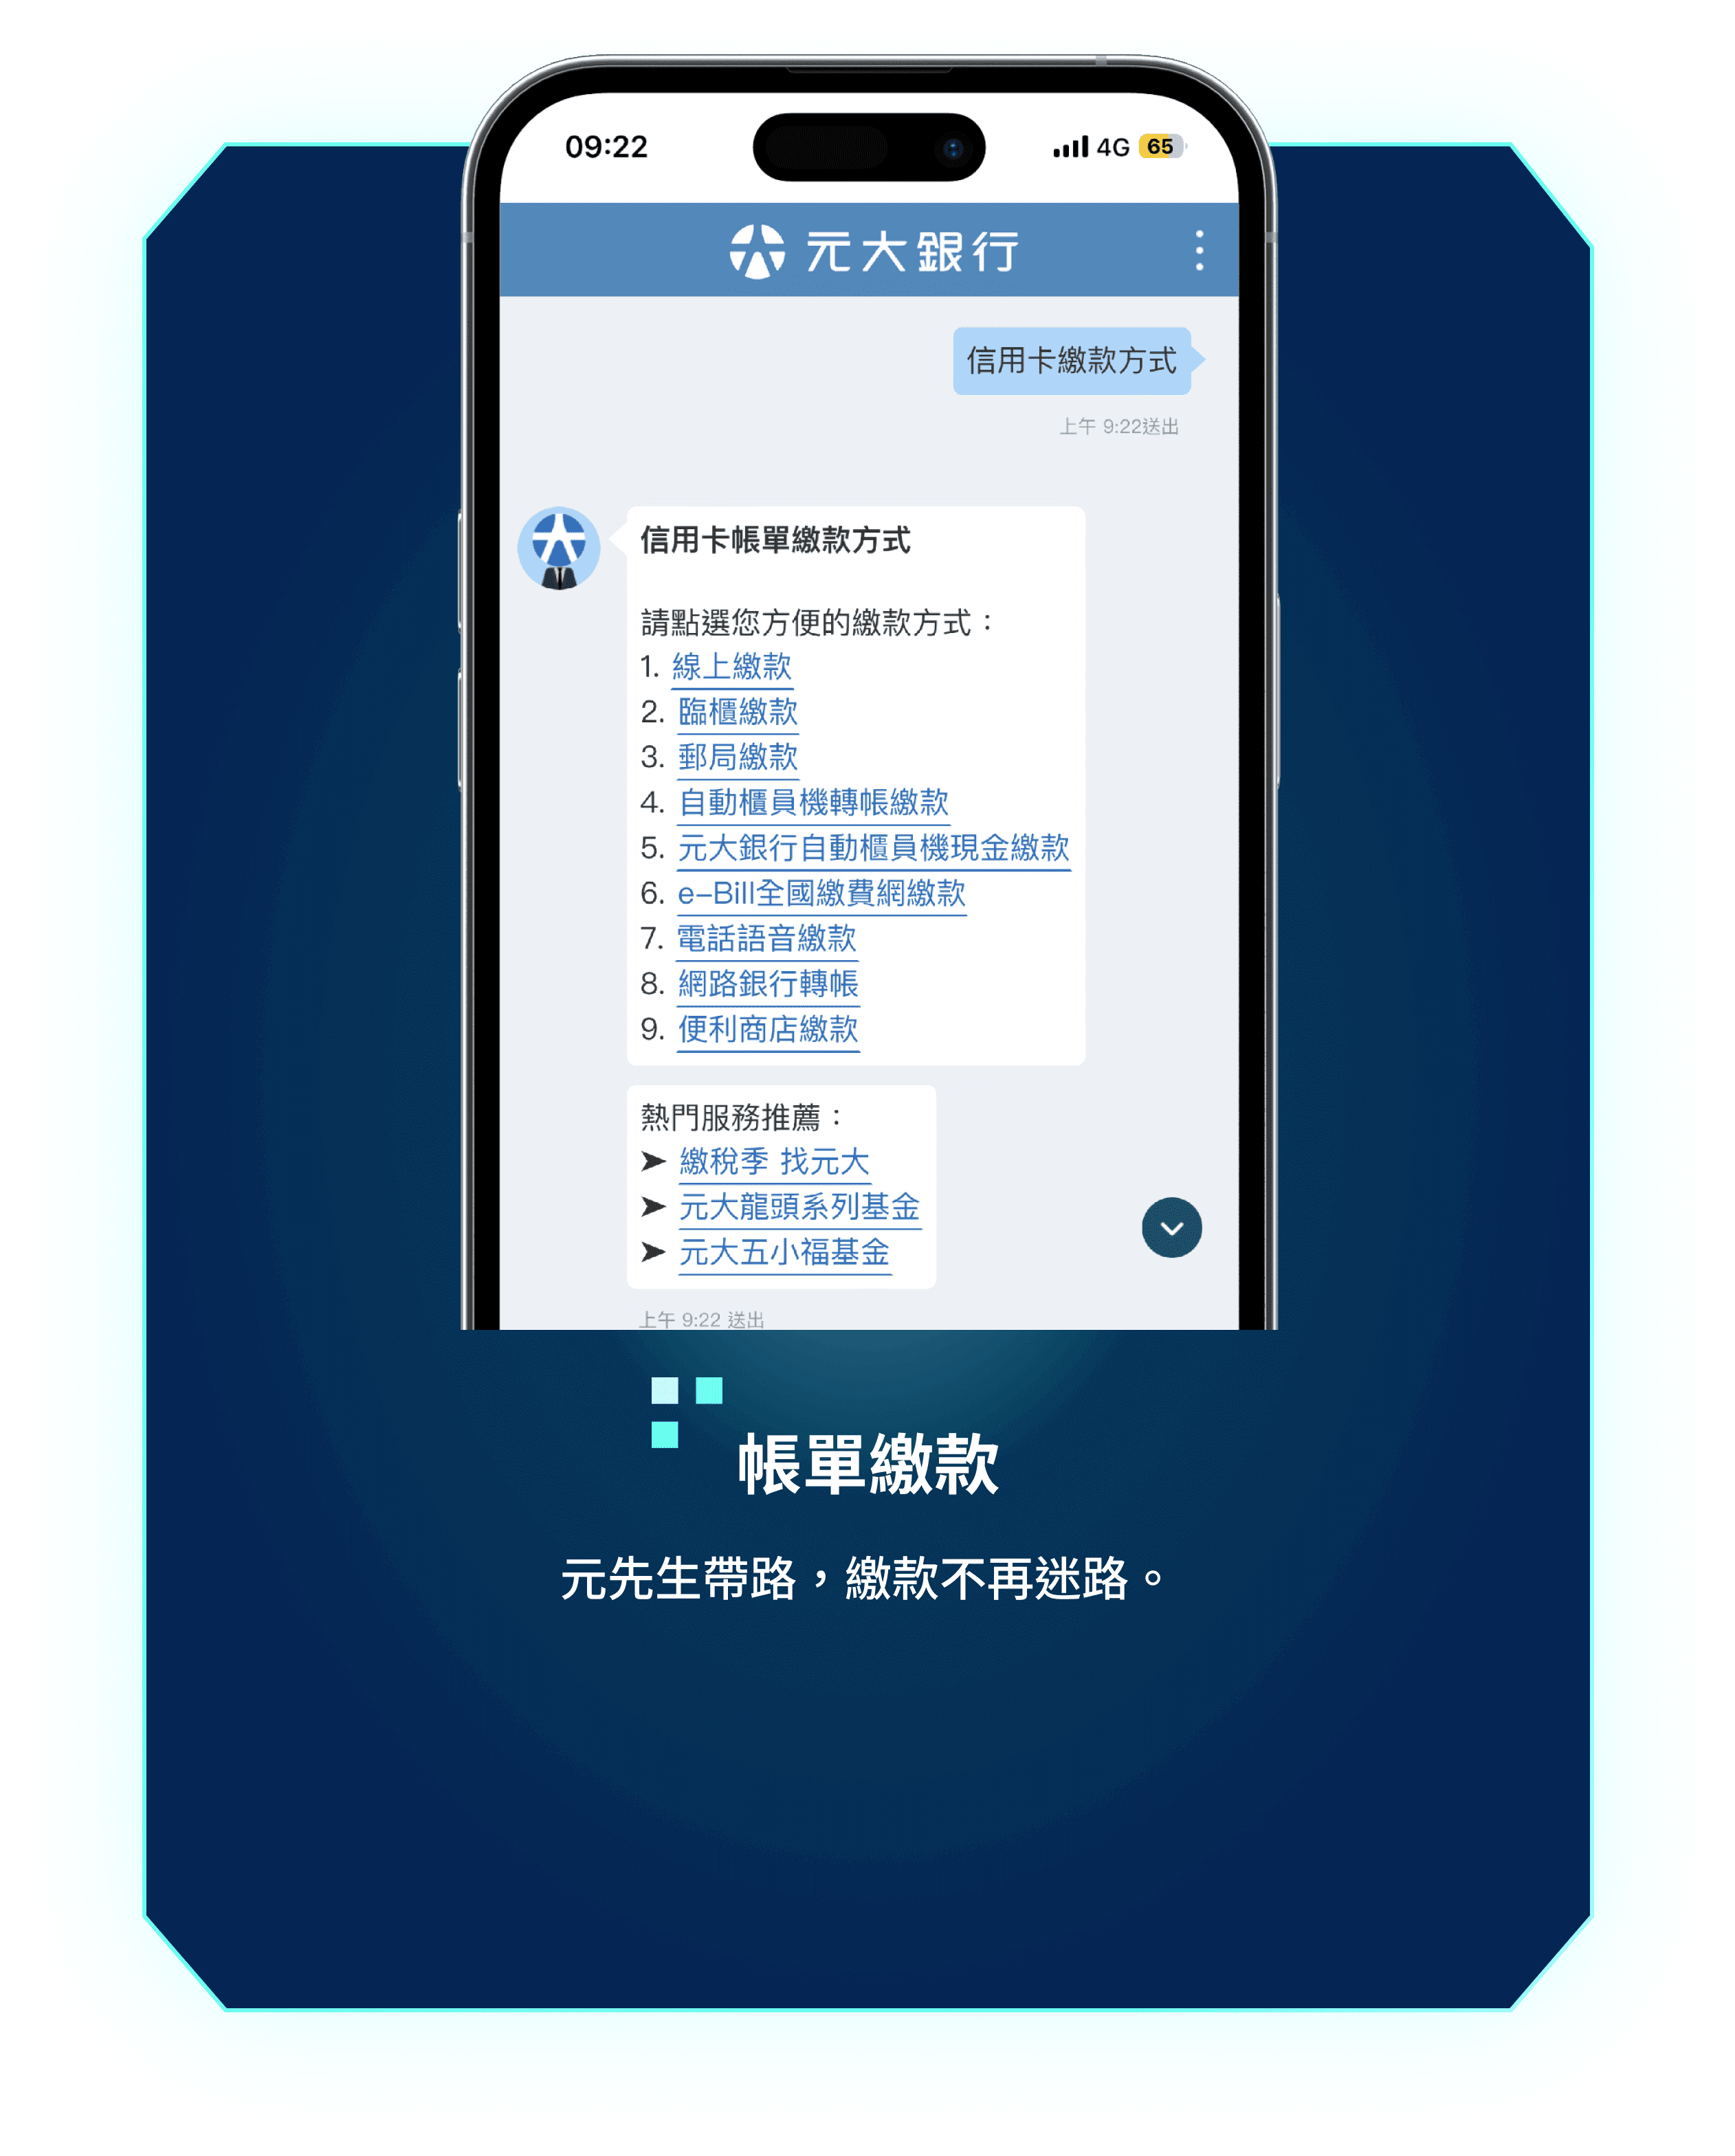 09:22
4G 65
元大銀行
信用卡繳款方式
上午 9:22送出
信用卡帳單繳款方式
請點選您方便的繳款方式：
1. 線上繳款
2. 臨櫃繳款
3. 郵局繳款
4. 自動櫃員機轉帳繳款
5. 元大銀行自動櫃員機現金繳款
6. e-Bill全國繳費網繳款
7. 電話語音繳款
8. 網路銀行轉帳
9. 便利商店繳款
熱門服務推薦：
➤ 繳稅季 找元大
➤ 元大龍頭系列基金
➤ 元大五小福基金
上午 9:22 送出
帳單繳款
元先生帶路，繳款不再迷路。